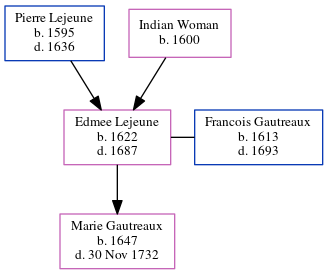 Pierre Lejeune
b. 1595
d. 1636
Indian Woman
b. 1600
Edmee Lejeune
b. 1622
d. 1687
Francois Gautreaux
b. 1613
d. 1693
Marie Gautreaux
b. 1647
d. 30 Nov 1732